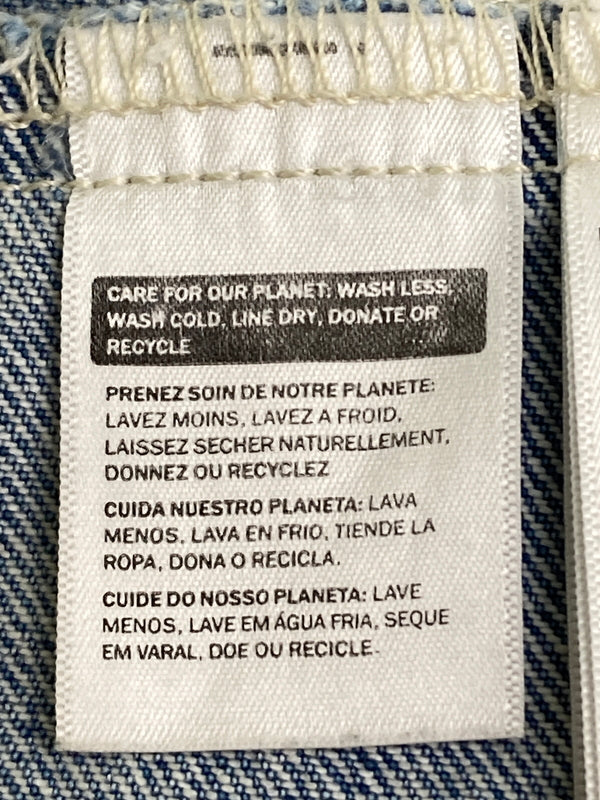 CARE FOR OUR PLANET: WASH LESS,
WASH COLD, LINE DRY, DONATE OR
RECYCLE
PRENEZ SOIN DE NOTRE PLANETE:
LAVEZ MOINS, LAVEZ A FROID,
LAISSEZ SECHER NATURELLEMENT,
DONNEZ OU RECYCLEZ
CUIDA NUESTRO PLANETA: LAVA
MENOS, LAVA EN FRIO, TIENDE LA
ROPA, DONA O RECICLA.
CUIDE DO NOSSO PLANETA: LAVE
MENOS, LAVE EM ÁGUA FRIA, SEQUE
EM VARAL, DOE OU RECICLE.